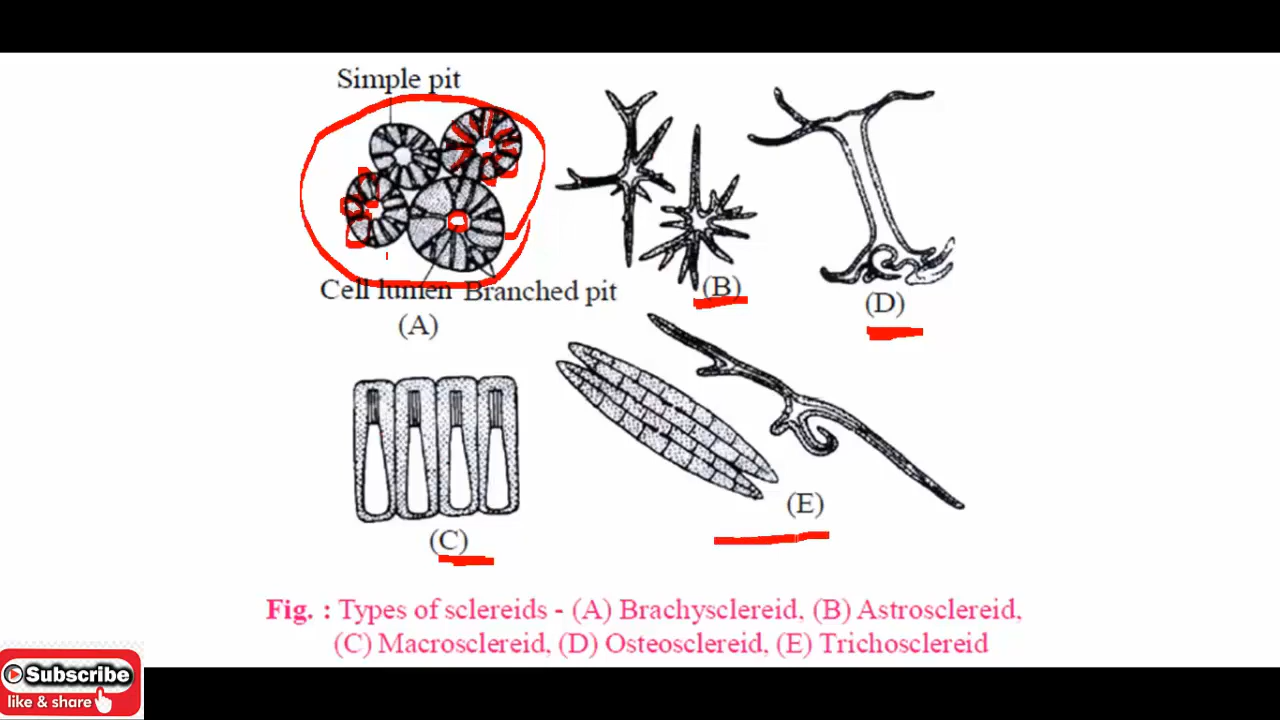 Simple pit
Cell lumen Branched pit
(A)
(B)
(D)
(C)
(E)
Fig. : Types of sclereids - (A) Brachysclereid, (B) Astrosclereid,
(C) Macrosclereid, (D) Osteosclereid, (E) Trichosclereid
Subscribe
like & share